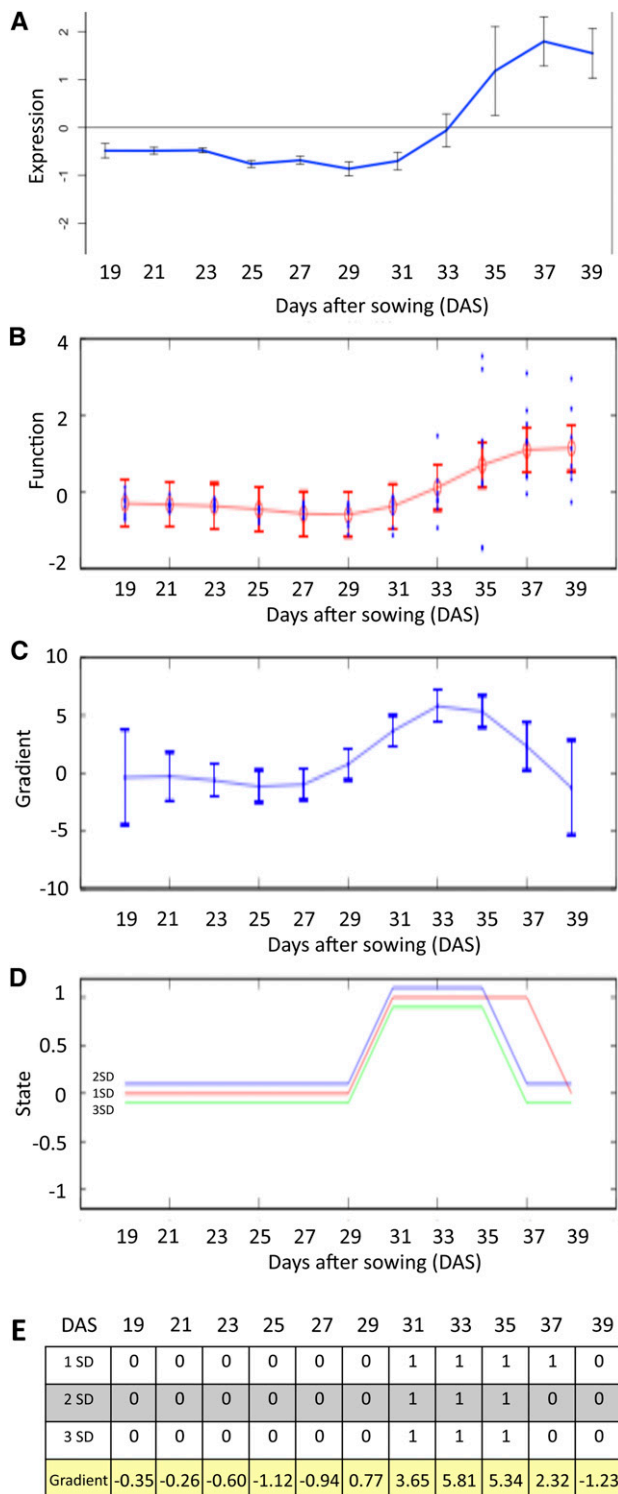 A
2
1
0
-1
-2
Expression
19 21 23 25 27 29 31 33 35 37 39
Days after sowing (DAS)
B
4
2
0
-2
Function
19 21 23 25 27 29 31 33 35 37 39
Days after sowing (DAS)
C
10
5
0
-5
-10
Gradient
19 21 23 25 27 29 31 33 35 37 39
Days after sowing (DAS)
D
1
0.5
0
-0.5
-1
State
2SD
1SD
3SD
19 21 23 25 27 29 31 33 35 37 39
Days after sowing (DAS)
E
DAS 19 21 23 25 27 29 31 33 35 37 39
1 SD 0 0 0 0 0 0 1 1 1 1 0
2 SD 0 0 0 0 0 0 1 1 1 0 0
3 SD 0 0 0 0 0 0 1 1 1 0 0
Gradient -0.35 -0.26 -0.60 -1.12 -0.94 0.77 3.65 5.81 5.34 2.32 -1.23